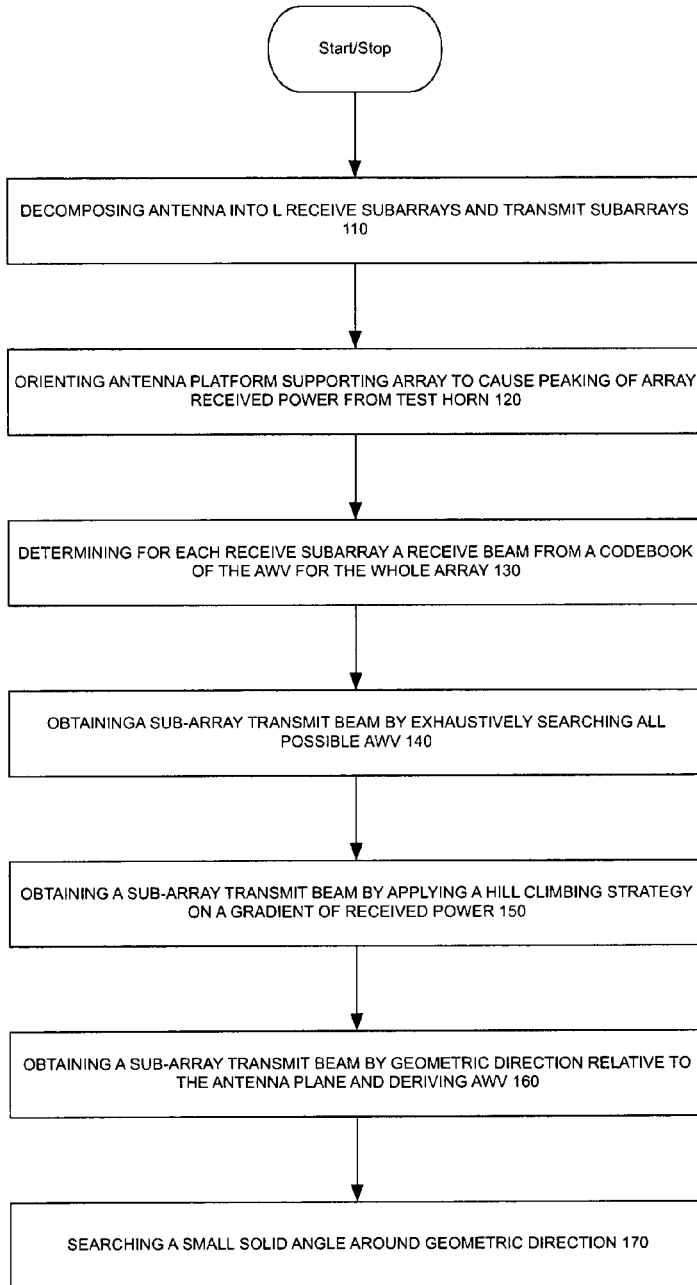 Start/Stop
DECOMPOSING ANTENNA INTO L RECEIVE SUBARRAYS AND TRANSMIT SUBARRAYS
110
ORIENTING ANTENNA PLATFORM SUPPORTING ARRAY TO CAUSE PEAKING OF ARRAY
RECEIVED POWER FROM TEST HORN 120
DETERMINING FOR EACH RECEIVE SUBARRAY A RECEIVE BEAM FROM A CODEBOOK
OF THE AWV FOR THE WHOLE ARRAY 130
OBTAININGA SUB-ARRAY TRANSMIT BEAM BY EXHAUSTIVELY SEARCHING ALL
POSSIBLE AWV 140
OBTAINING A SUB-ARRAY TRANSMIT BEAM BY APPLYING A HILL CLIMBING STRATEGY
ON A GRADIENT OF RECEIVED POWER 150
OBTAINING A SUB-ARRAY TRANSMIT BEAM BY GEOMETRIC DIRECTION RELATIVE TO
THE ANTENNA PLANE AND DERIVING AWV 160
SEARCHING A SMALL SOLID ANGLE AROUND GEOMETRIC DIRECTION 170